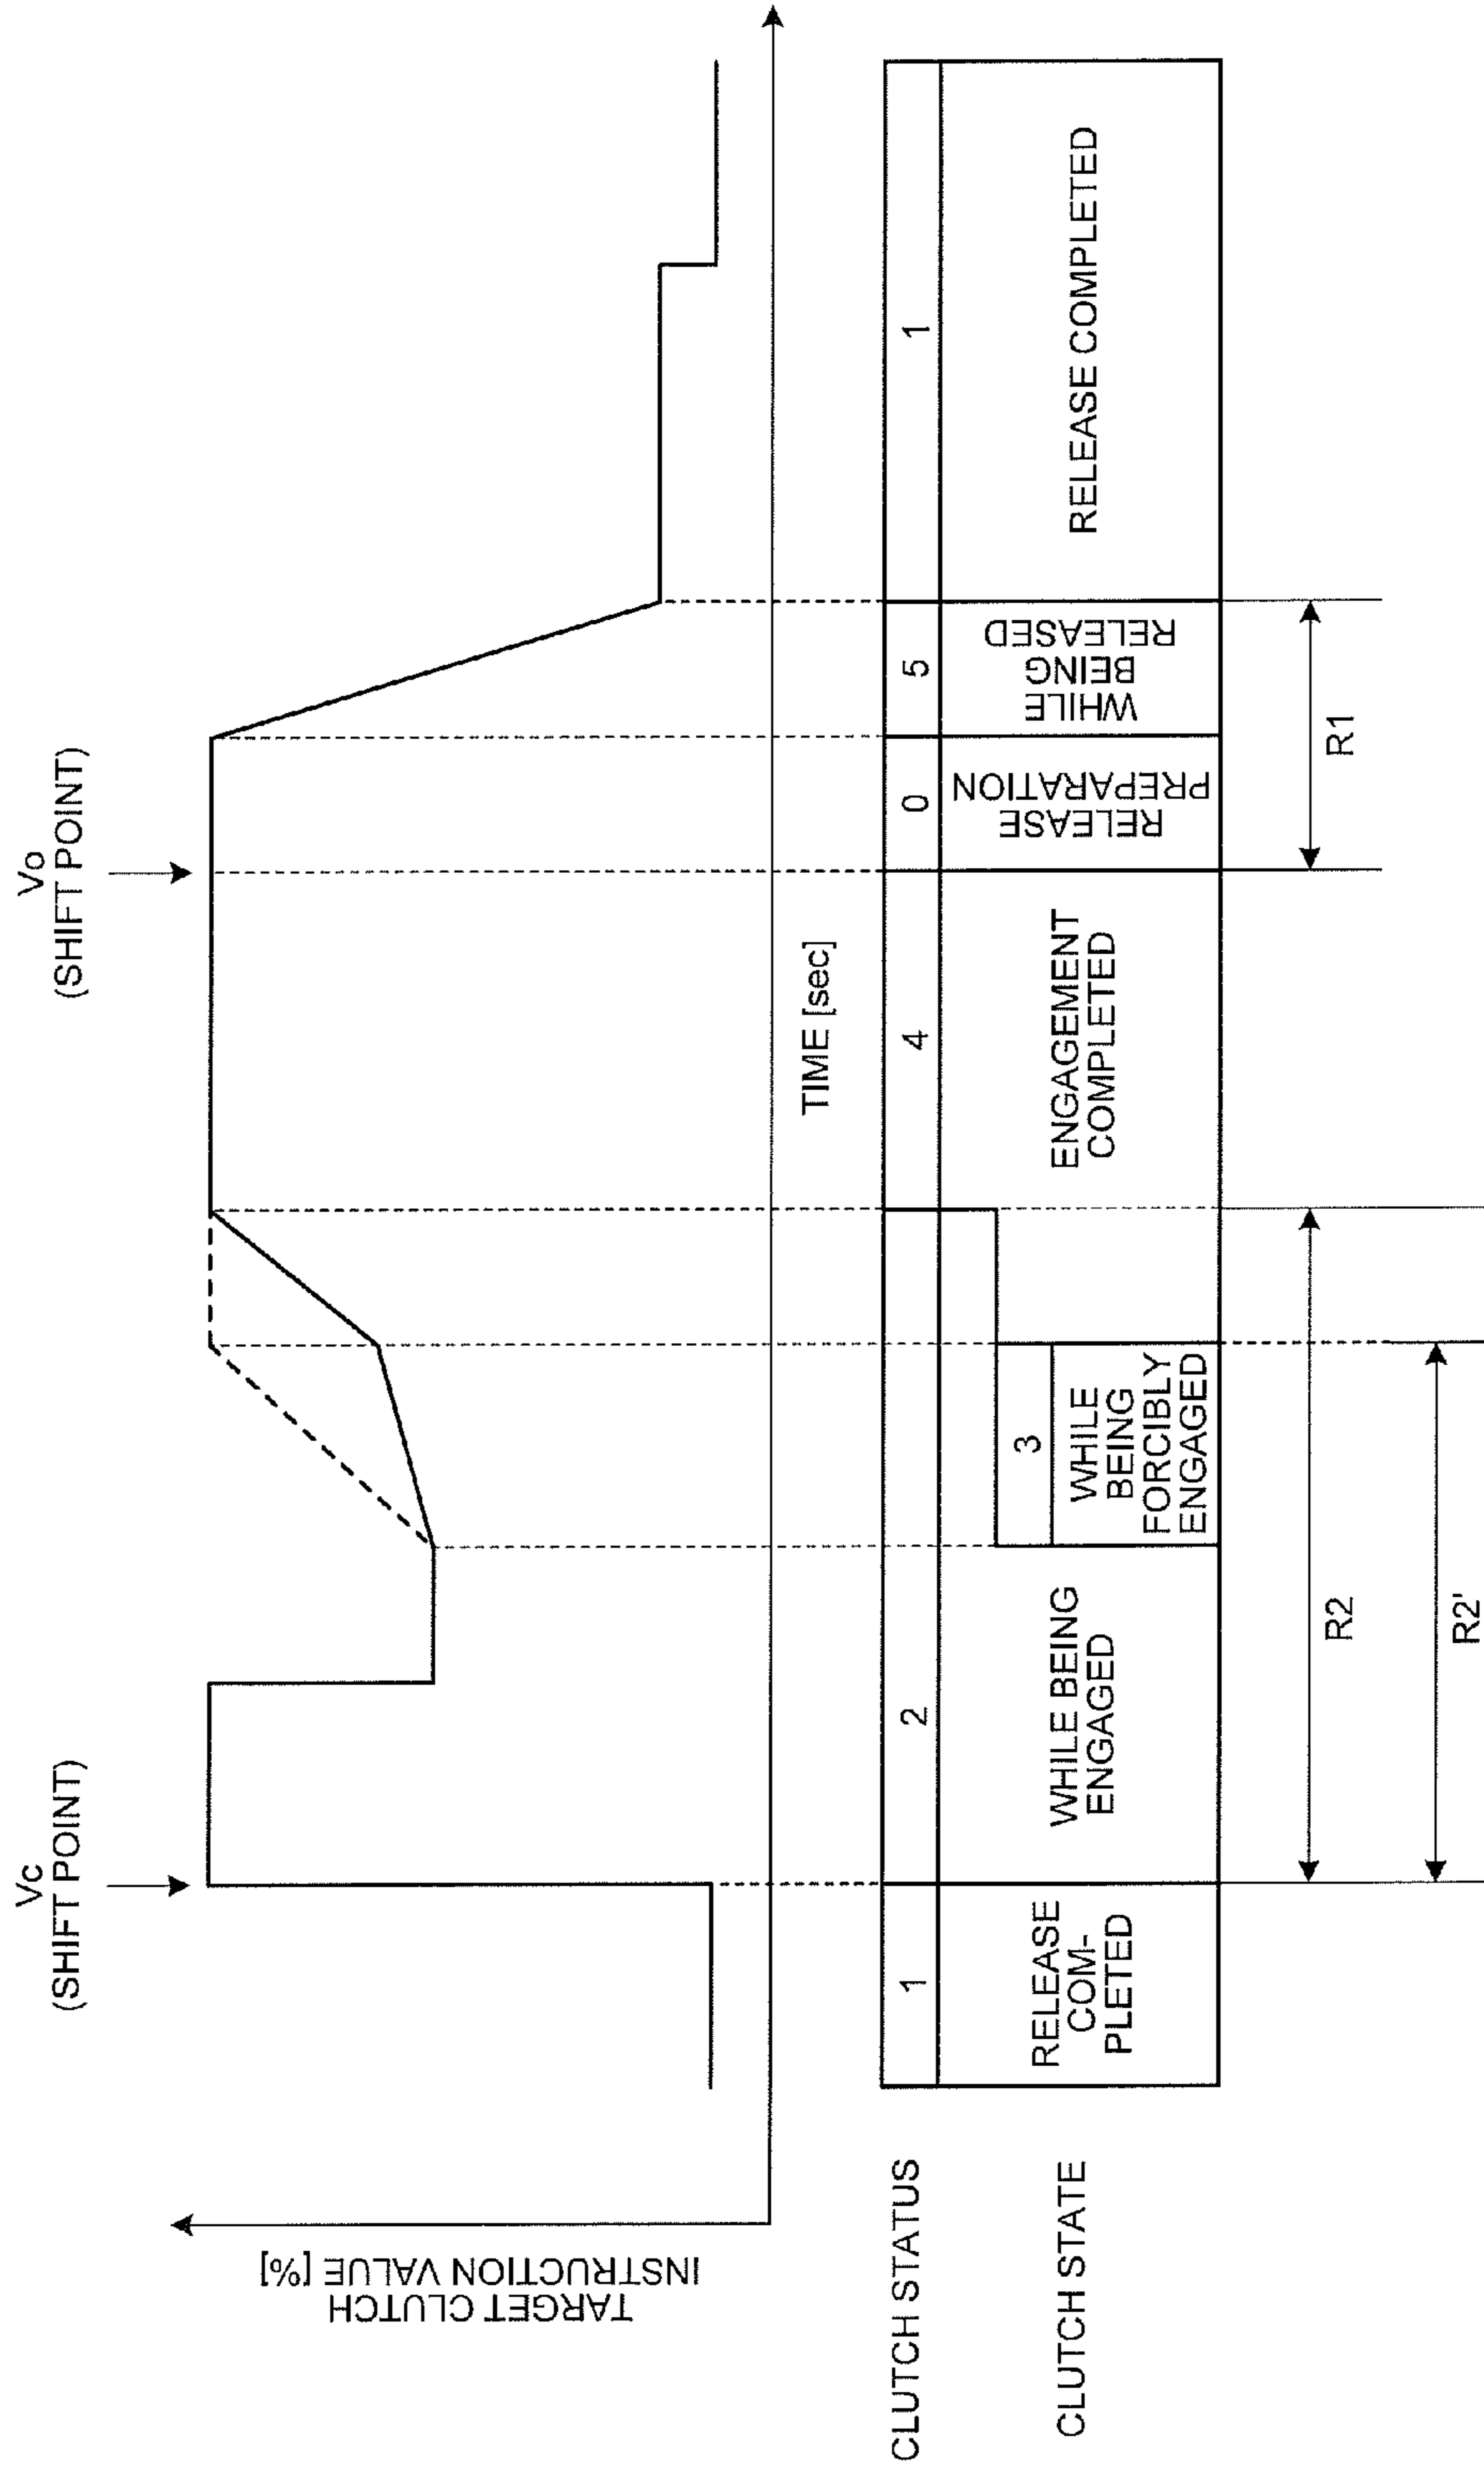 Vc
(SHIFT POINT)
Vo
(SHIFT POINT)
TARGET CLUTCH
INSTRUCTION VALUE [%]
TIME [sec]
CLUTCH STATUS
1
2
4
0
5
1
CLUTCH STATE
RELEASE
COM-
PLETED
WHILE BEING
ENGAGED
3
WHILE
BEING
FORCIBLY
ENGAGED
ENGAGEMENT
COMPLETED
RELEASE
PREPARATION
WHILE
BEING
RELEASED
RELEASE COMPLETED
R2
R1
R2'